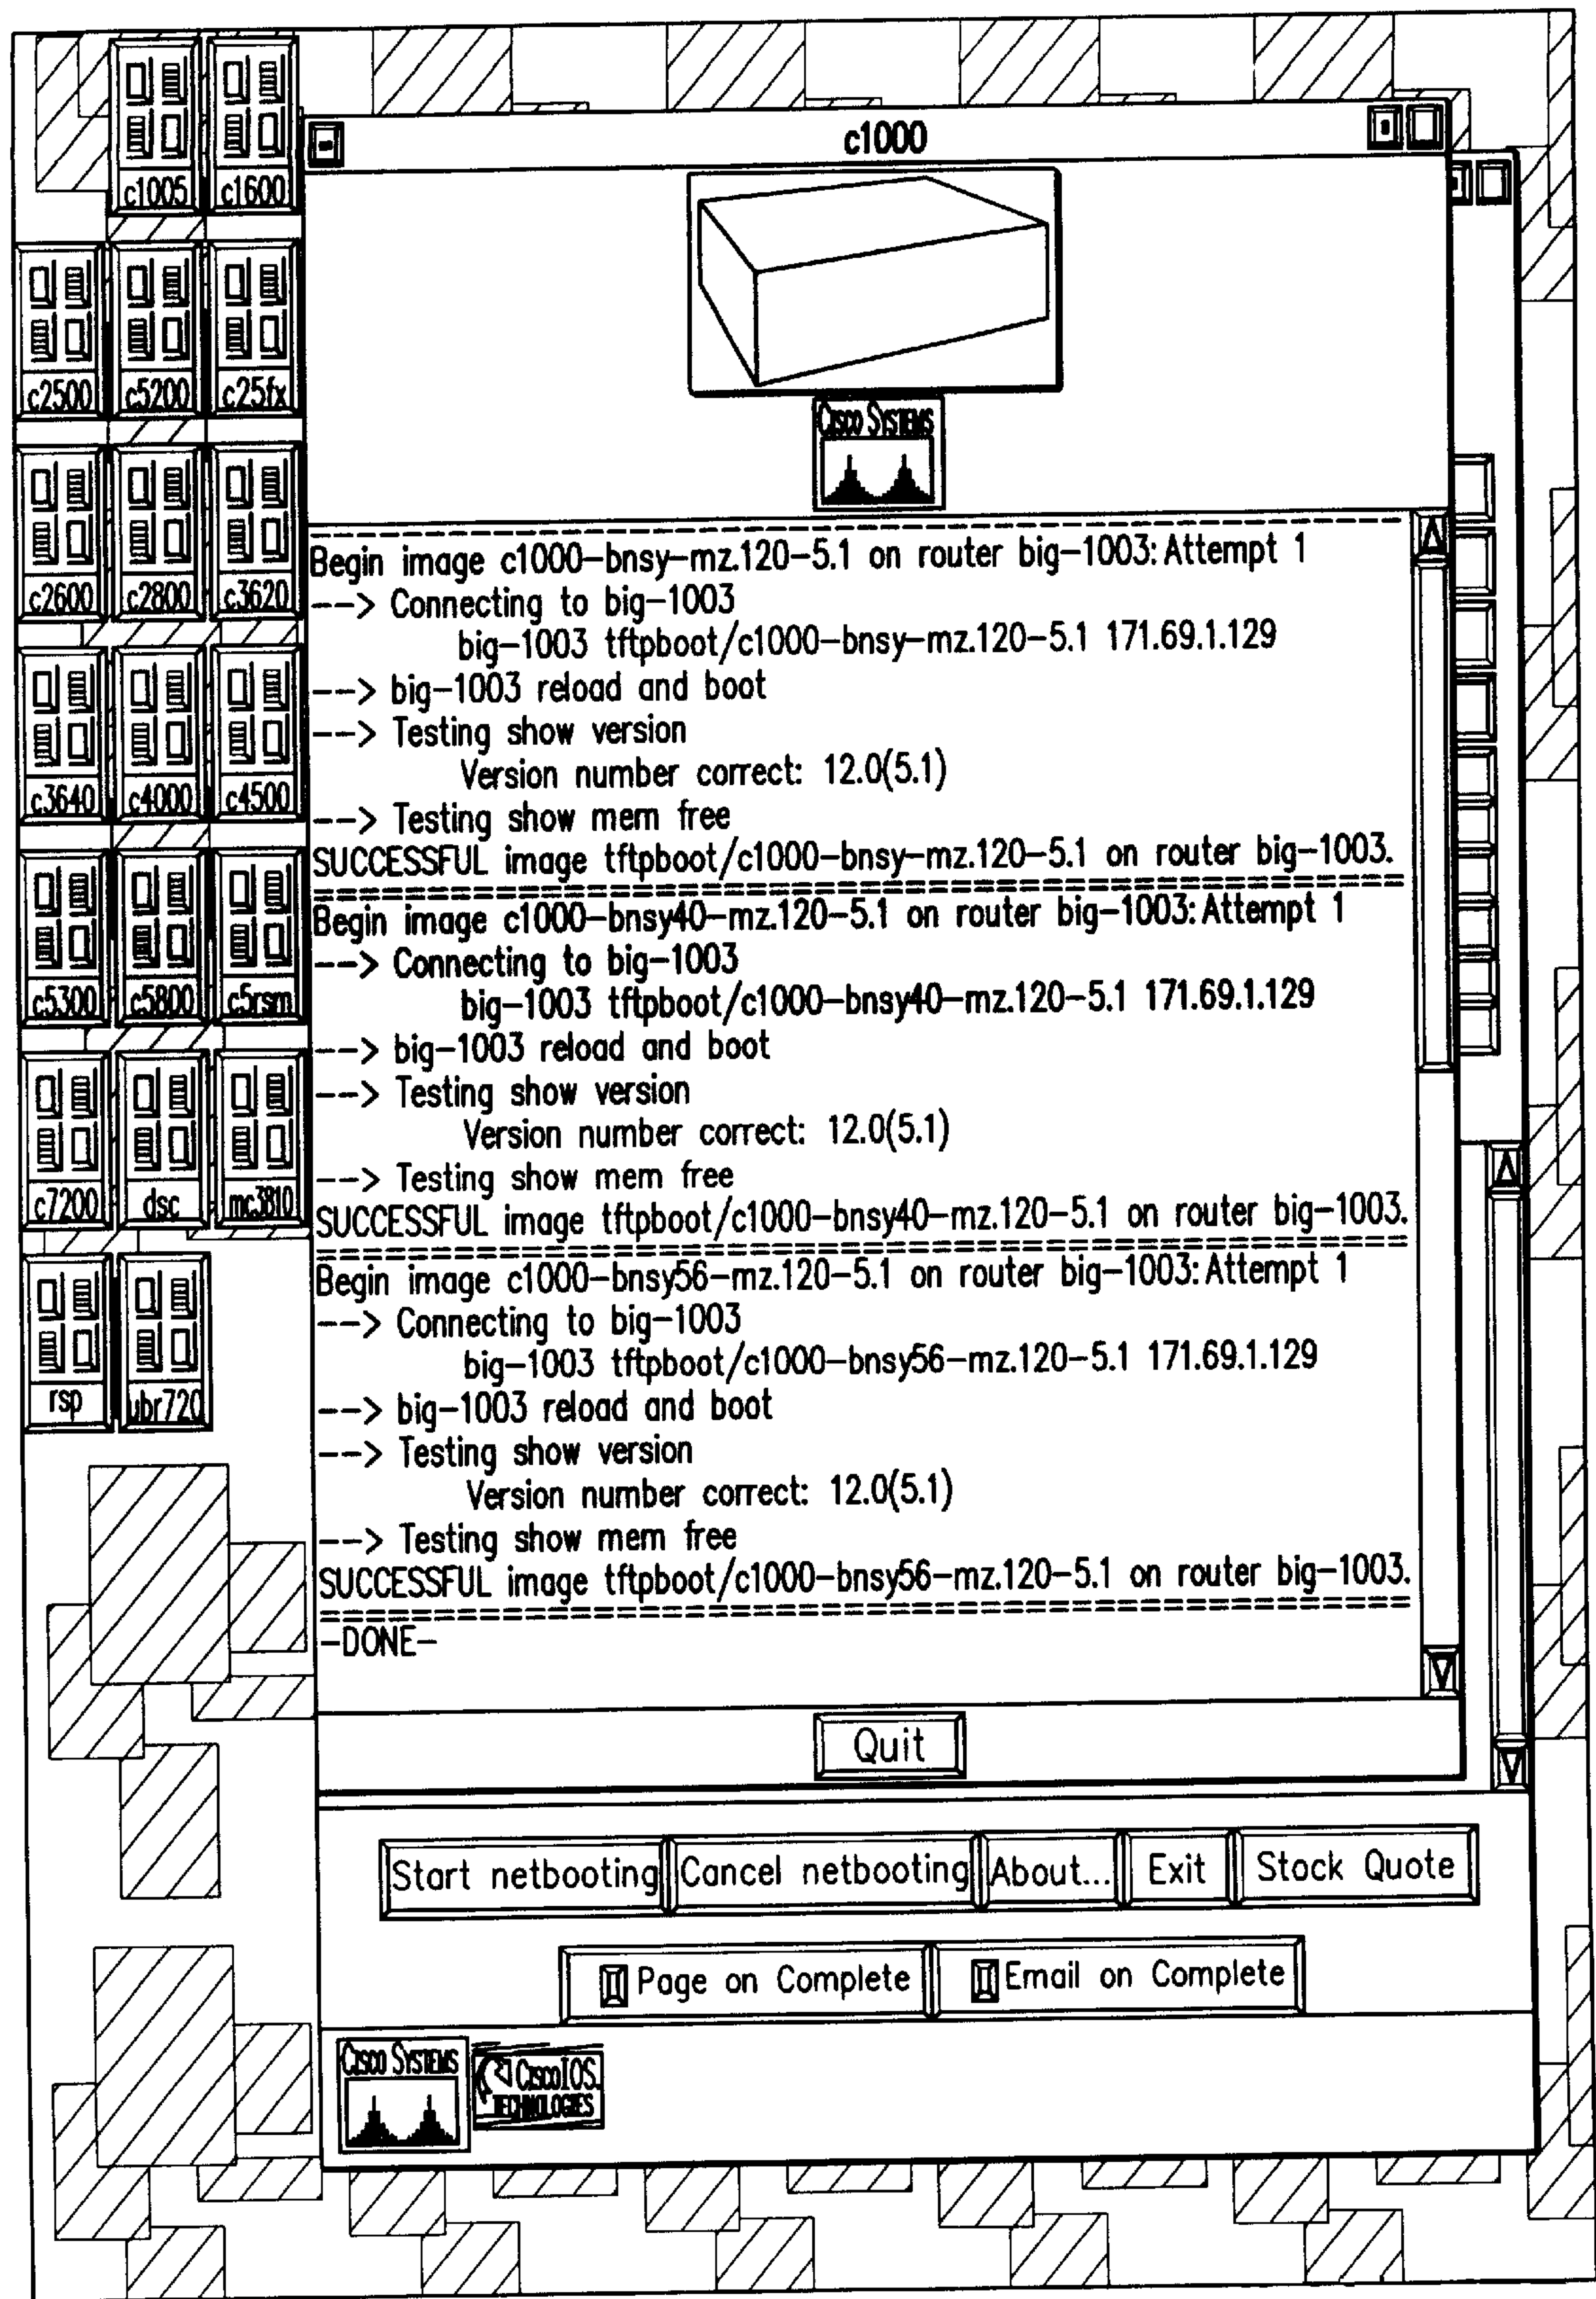 c1005 c1600
c2500 c5200 c25fx
c2600 c2800 c3620
c3640 c4000 c4500
c5300 c5800 c5rsm
c7200 dsc mc3810
rsp ubr720
c1000
CISCO SYSTEMS
Begin image c1000-bnsy-mz.120-5.1 on router big-1003: Attempt 1
--> Connecting to big-1003
big-1003 tftpboot/c1000-bnsy-mz.120-5.1 171.69.1.129
--> big-1003 reload and boot
--> Testing show version
Version number correct: 12.0(5.1)
--> Testing show mem free
SUCCESSFUL image tftpboot/c1000-bnsy-mz.120-5.1 on router big-1003.
Begin image c1000-bnsy40-mz.120-5.1 on router big-1003: Attempt 1
--> Connecting to big-1003
big-1003 tftpboot/c1000-bnsy40-mz.120-5.1 171.69.1.129
--> big-1003 reload and boot
--> Testing show version
Version number correct: 12.0(5.1)
--> Testing show mem free
SUCCESSFUL image tftpboot/c1000-bnsy40-mz.120-5.1 on router big-1003.
Begin image c1000-bnsy56-mz.120-5.1 on router big-1003: Attempt 1
--> Connecting to big-1003
big-1003 tftpboot/c1000-bnsy56-mz.120-5.1 171.69.1.129
--> big-1003 reload and boot
--> Testing show version
Version number correct: 12.0(5.1)
--> Testing show mem free
SUCCESSFUL image tftpboot/c1000-bnsy56-mz.120-5.1 on router big-1003.
-DONE-
Quit
Start netbooting Cancel netbooting About... Exit Stock Quote
Page on Complete Email on Complete
CISCO SYSTEMS
CISCO IOS.
TECHNOLOGIES